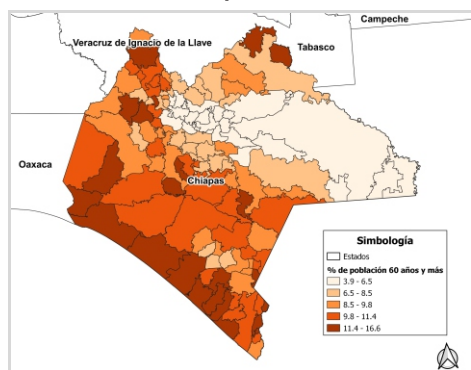 Campeche
Veracruz de Ignacio de la Llave
Tabasco
Oaxaca
Chiapas
Simbología
Estados
% de población 60 años y más
3.9 - 6.5
6.5 - 8.5
8.5 - 9.8
9.8 - 11.4
11.4 - 16.6